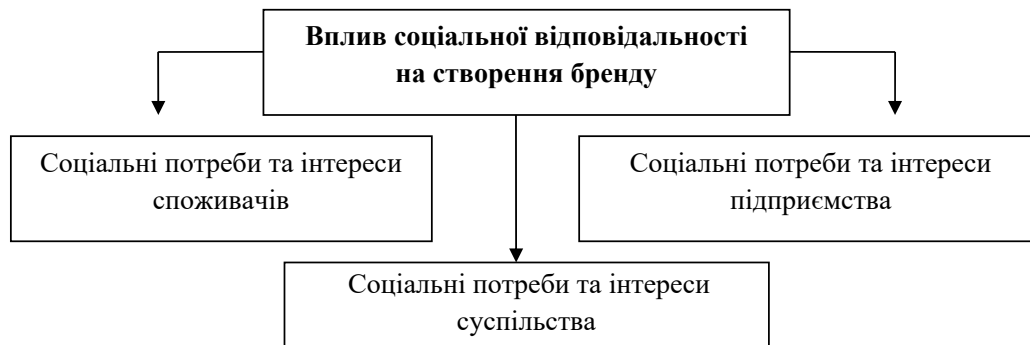 Вплив соціальної відповідальності
на створення бренду
Соціальні потреби та інтереси
споживачів
Соціальні потреби та інтереси
підприємства
Соціальні потреби та інтереси
суспільства